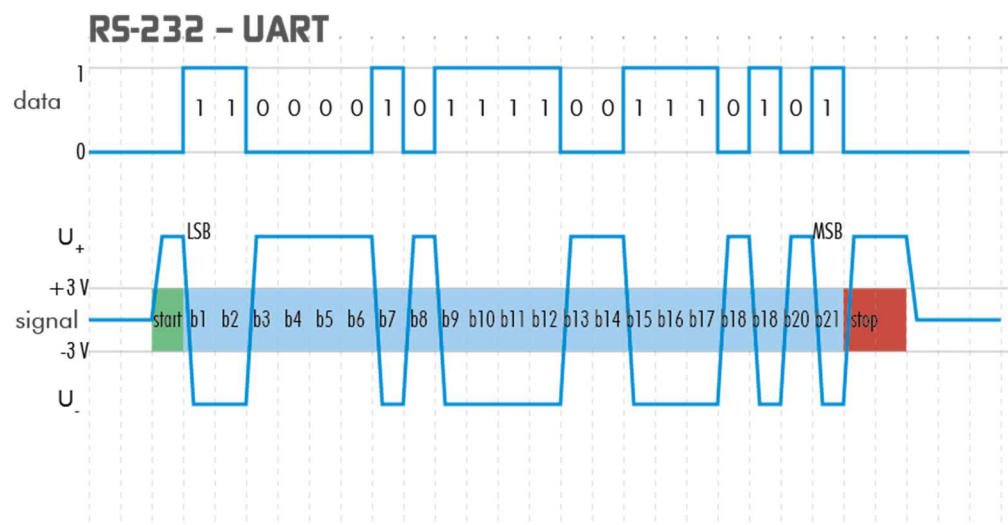 RS-232 – UART
1
data 1 1 0 0 0 0 1 0 1 1 1 1 0 0 1 1 1 0 1 0 1
0
U+ LSB MSB
+3 V
signal start b1 b2 b3 b4 b5 b6 b7 b8 b9 b10 b11 b12 b13 b14 b15 b16 b17 b18 b18 b20 b21 stop
-3 V
U-